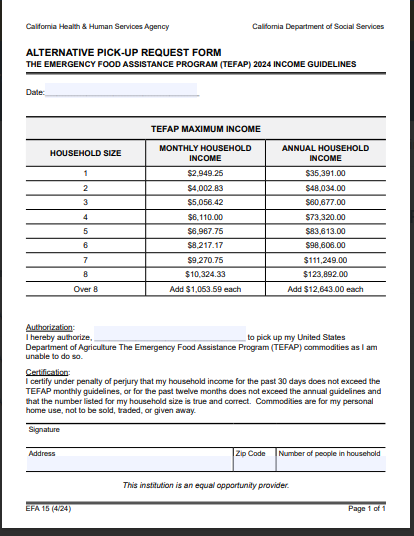 California Health & Human Services Agency California Department of Social Services
ALTERNATIVE PICK-UP REQUEST FORM
THE EMERGENCY FOOD ASSISTANCE PROGRAM (TEFAP) 2024 INCOME GUIDELINES
Date:
TEFAP MAXIMUM INCOME
HOUSEHOLD SIZE MONTHLY HOUSEHOLD INCOME ANNUAL HOUSEHOLD INCOME
1 $2,949.25 $35,391.00
2 $4,002.83 $48,034.00
3 $5,056.42 $60,677.00
4 $6,110.00 $73,320.00
5 $6,967.75 $83,613.00
6 $8,217.17 $98,606.00
7 $9,270.75 $111,249.00
8 $10,324.33 $123,892.00
Over 8 Add $1,053.59 each Add $12,643.00 each
Authorization:
I hereby authorize, to pick up my United States
Department of Agriculture The Emergency Food Assistance Program (TEFAP) commodities as I am
unable to do so.
Certification:
I certify under penalty of perjury that my household income for the past 30 days does not exceed the
TEFAP monthly guidelines, or for the past twelve months does not exceed the annual guidelines and
that the number listed for my household size is true and correct. Commodities are for my personal
home use, not to be sold, traded, or given away.
Signature
Address Zip Code Number of people in household
This institution is an equal opportunity provider.
EFA 15 (4/24) Page 1 of 1